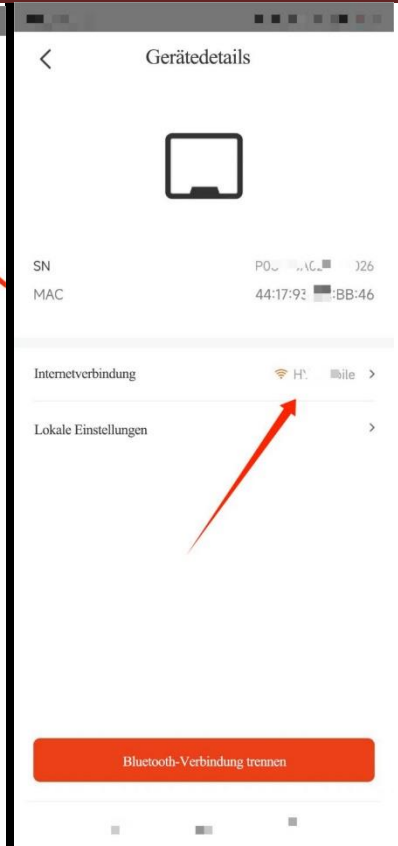 Gerätedetails
SN
MAC
Internetverbindung
Lokale Einstellungen
Bluetooth-Verbindung trennen